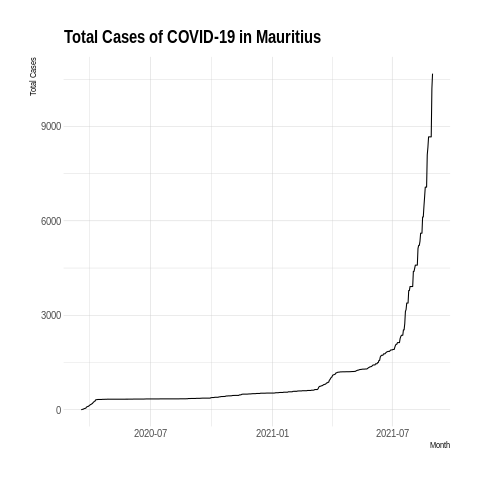 Total Cases of COVID-19 in Mauritius
Total Cases
9000
6000
3000
0
2020-07
2021-01
2021-07
Month